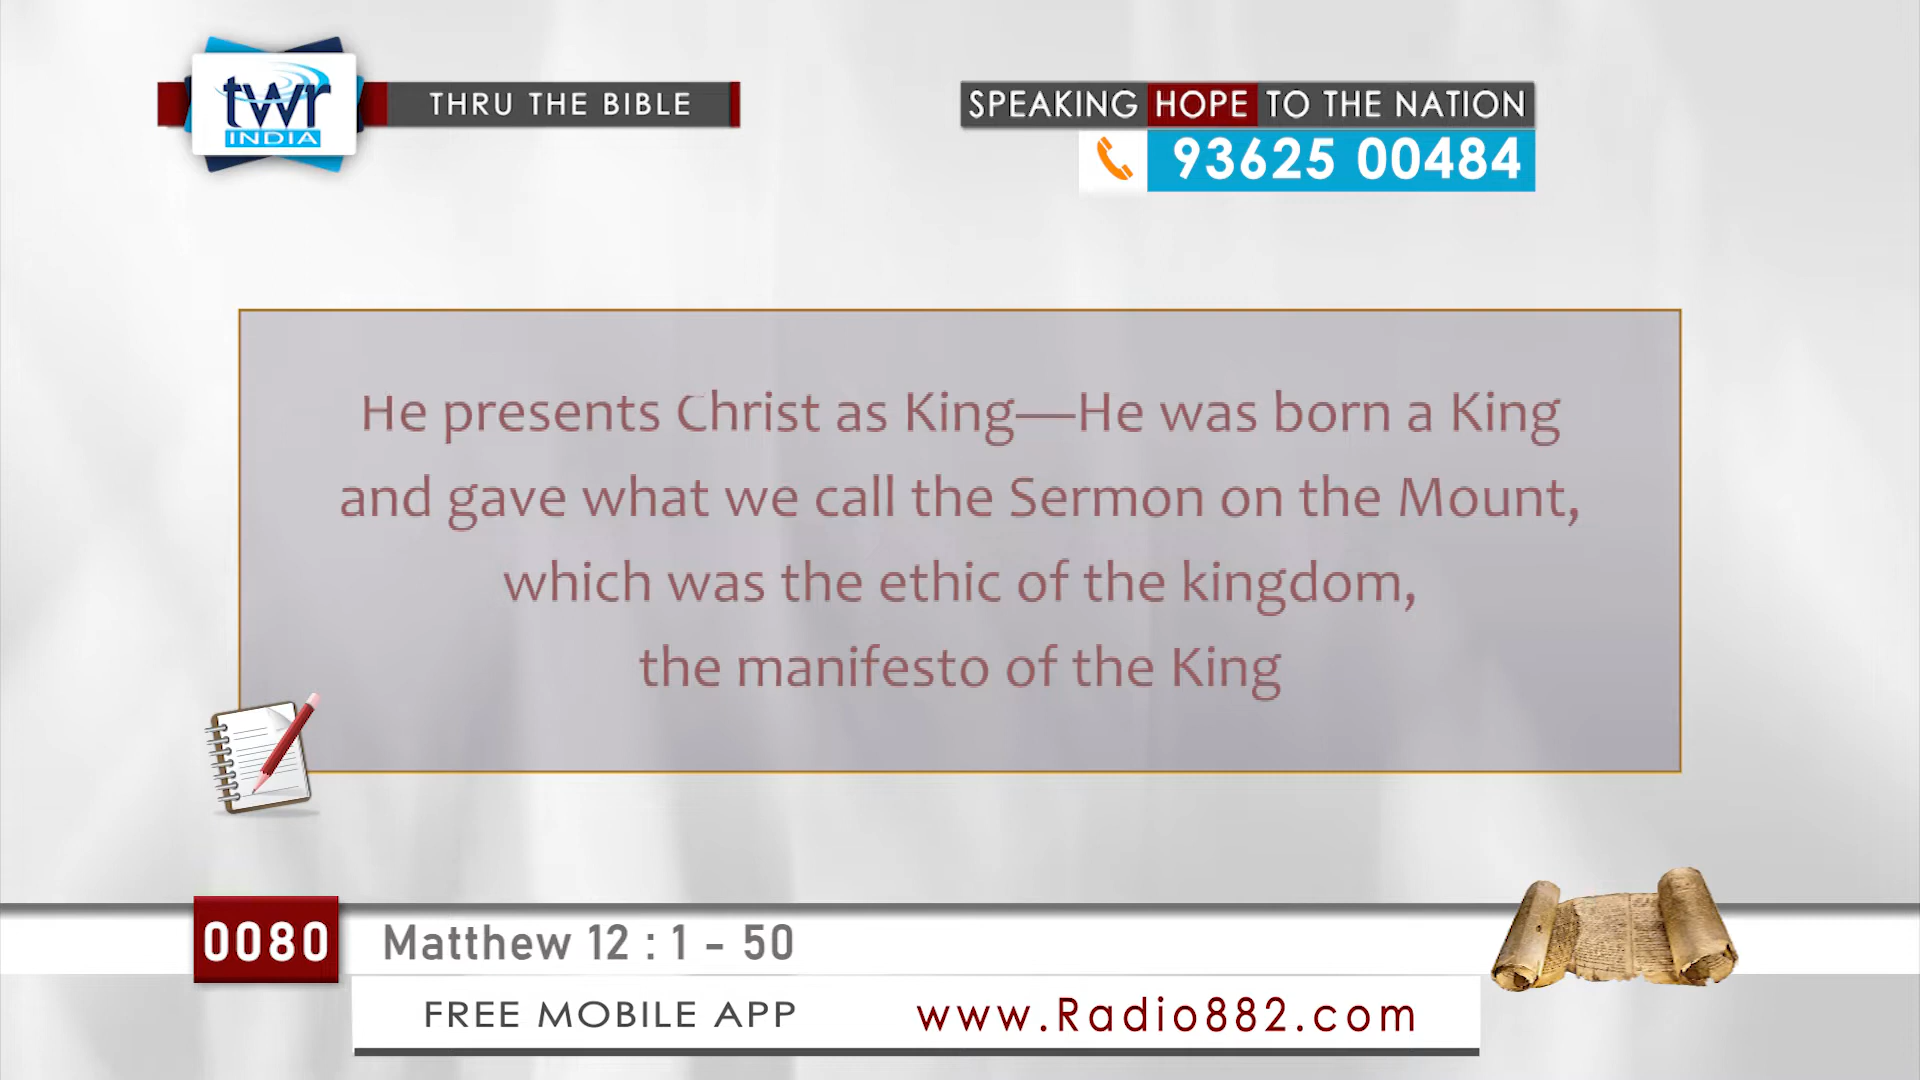 twr
INDIA
THRU THE BIBLE
SPEAKING HOPE TO THE NATION
93625 00484
He presents Christ as King—He was born a King
and gave what we call the Sermon on the Mount,
which was the ethic of the kingdom,
the manifesto of the King
0080
Matthew 12 : 1 - 50
FREE MOBILE APP
www.Radio882.com